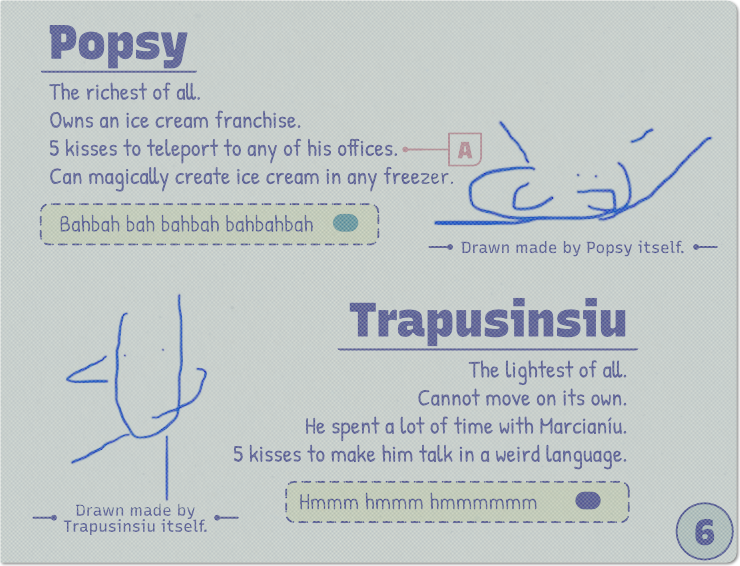 Popsy
The richest of all.
Owns an ice cream franchise.
5 kisses to teleport to any of his offices.
A
Can magically create ice cream in any freezer.
Bahbah bah bahbah bahbahbah
Drawn made by Popsy itself.
Trapusinsiu
The lightest of all.
Cannot move on its own.
He spent a lot of time with Marcianíu.
5 kisses to make him talk in a weird language.
Hmmm hmmm hmmmmmm
Drawn made by
Trapusinsiu itself.
6